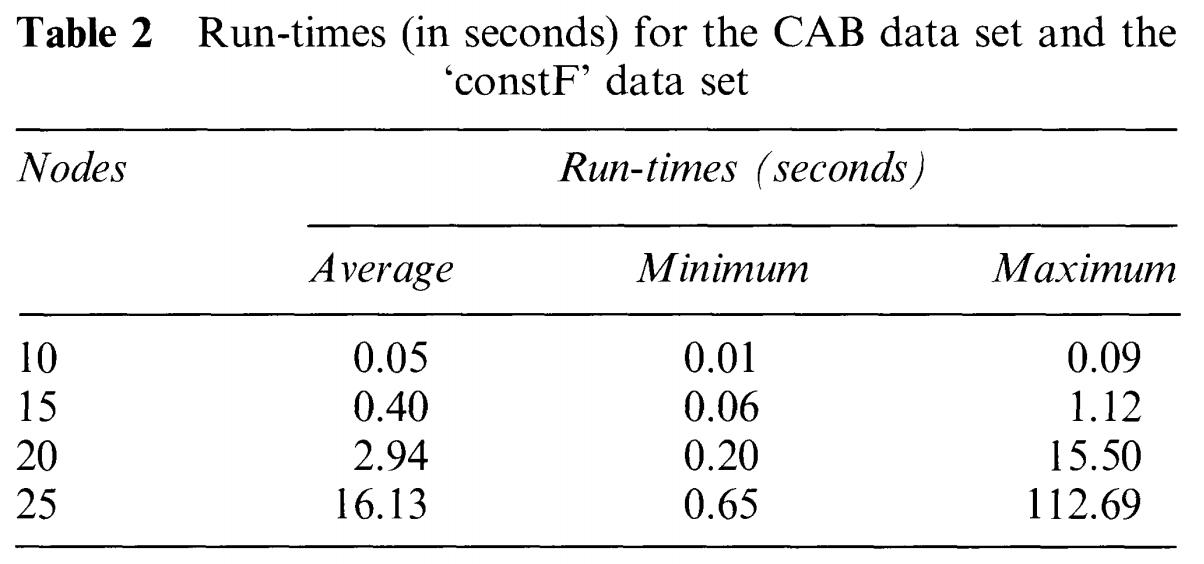 Table 2 Run-times (in seconds) for the CAB data set and the
‘constF’ data set
Nodes Run-times (seconds)
Average Minimum Maximum
10 0.05 0.01 0.09
15 0.40 0.06 1.12
20 2.94 0.20 15.50
25 16.13 0.65 112.69